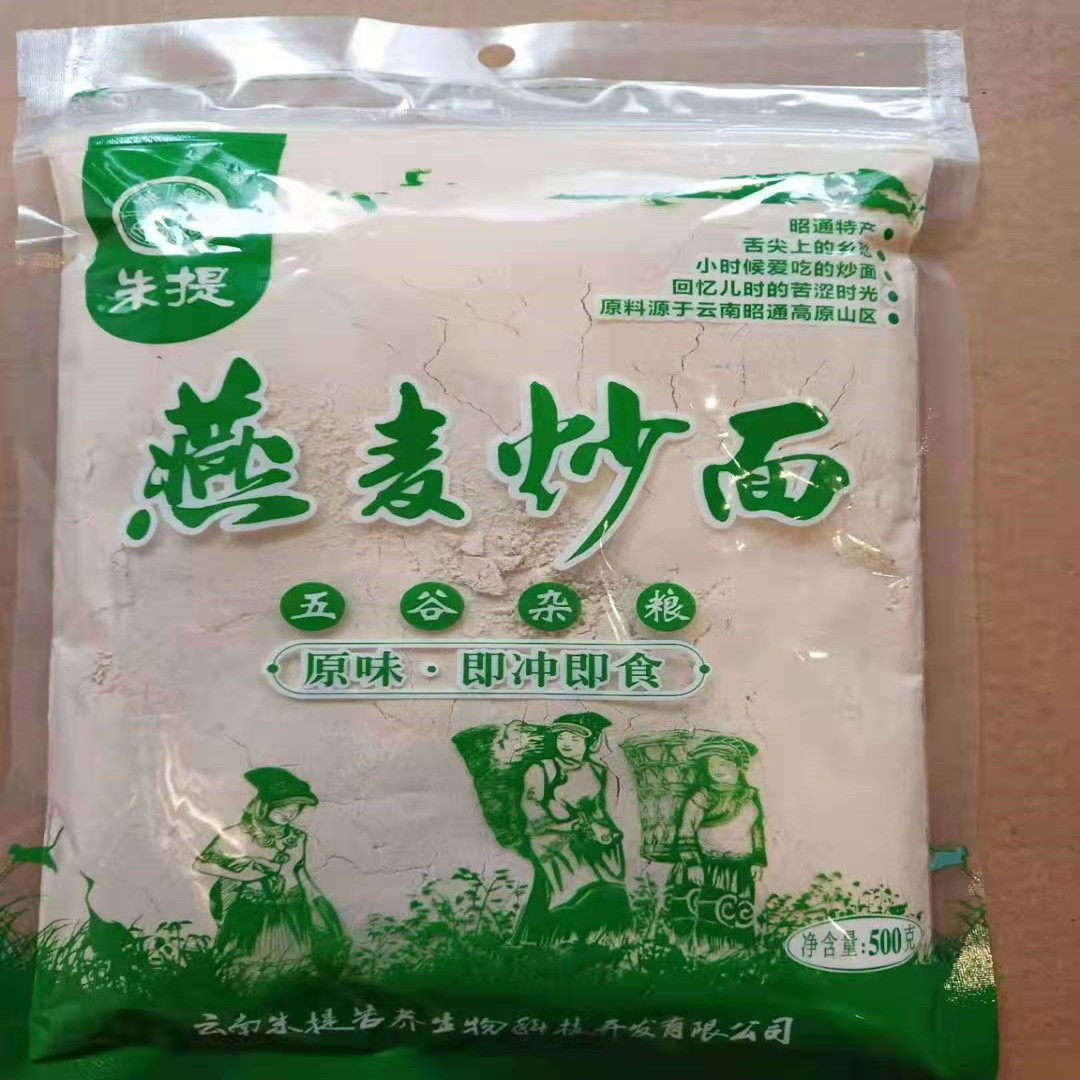 朱提
昭通特产
舌尖上的乡愁
小时候爱吃的炒面
回忆儿时的苦涩时光
原料源于云南昭通高原山区
燕麦炒面
五谷杂粮
原味·即冲即食
净含量:500克
云南朱提营养生物科技开发有限公司